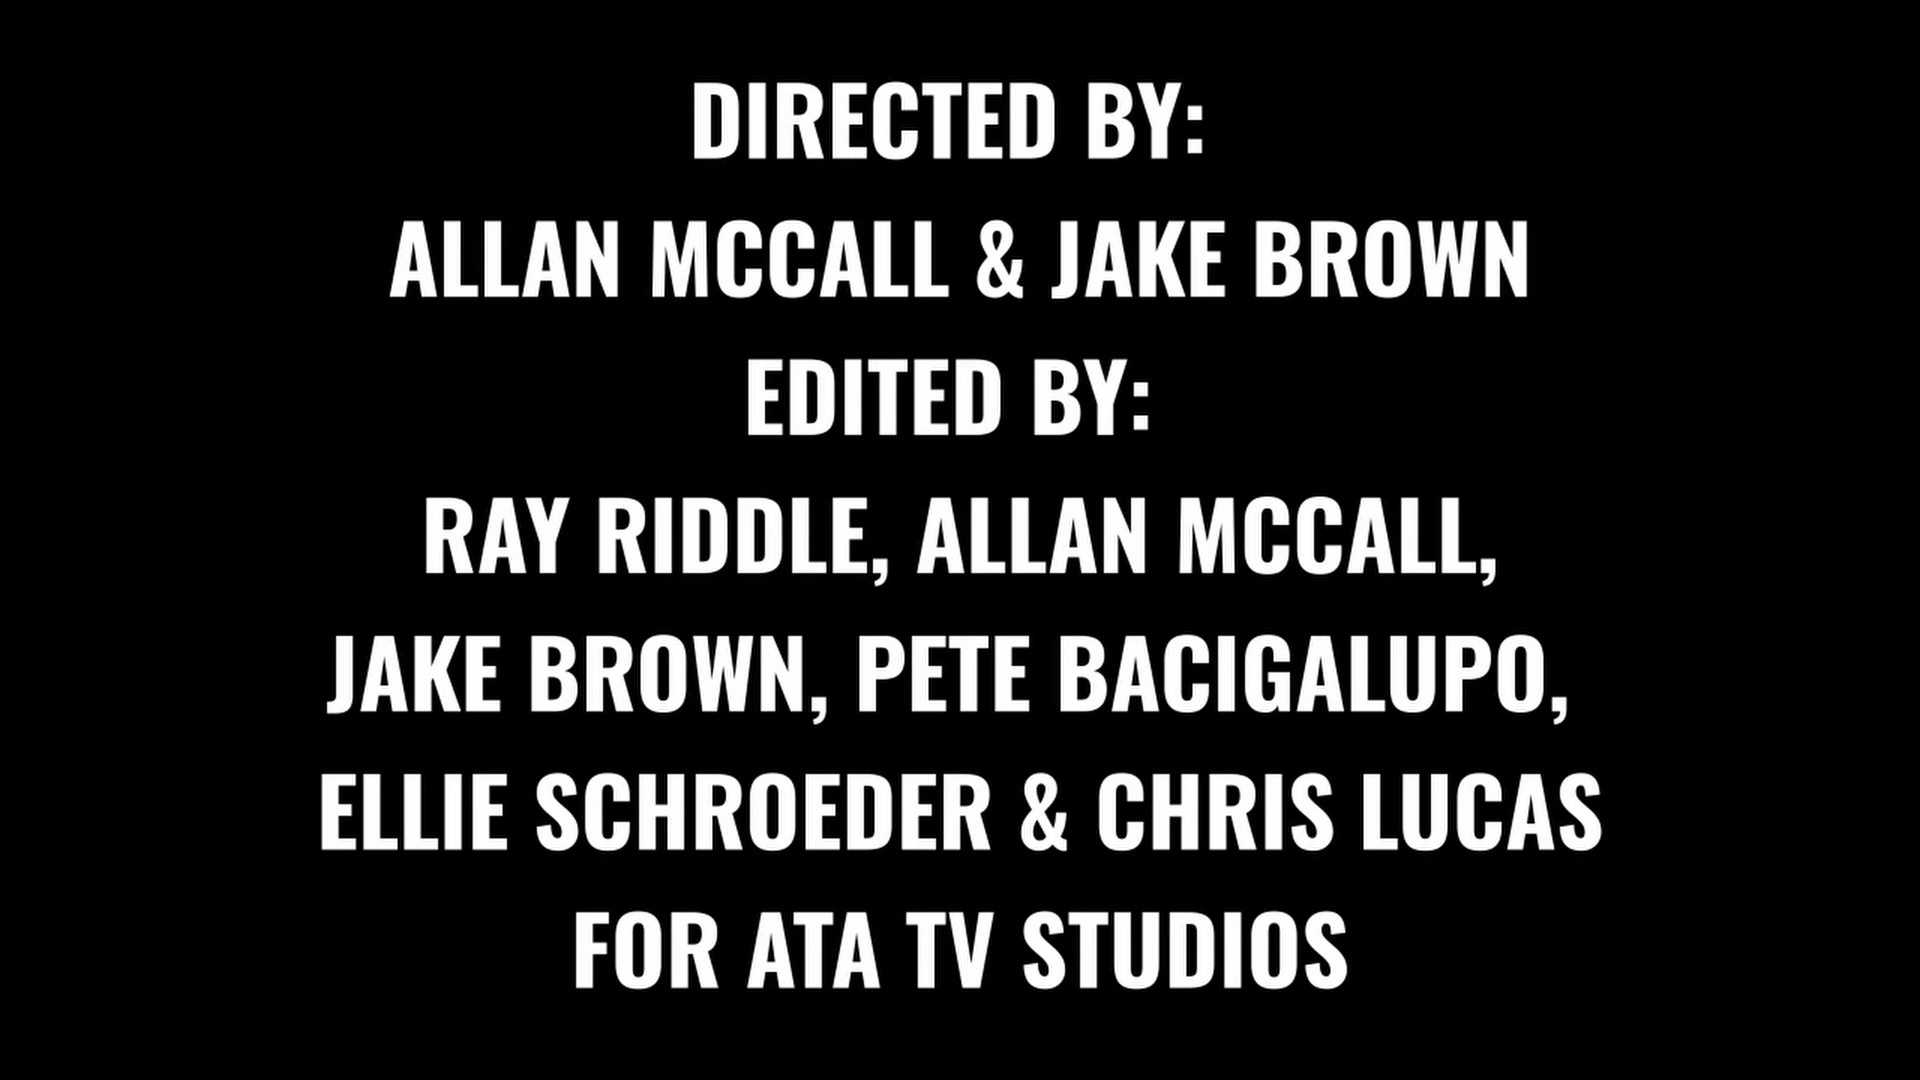 DIRECTED BY:
ALLAN MCCALL & JAKE BROWN
EDITED BY:
RAY RIDDLE, ALLAN MCCALL,
JAKE BROWN, PETE BACIGALUPO,
ELLIE SCHROEDER & CHRIS LUCAS
FOR ATA TV STUDIOS